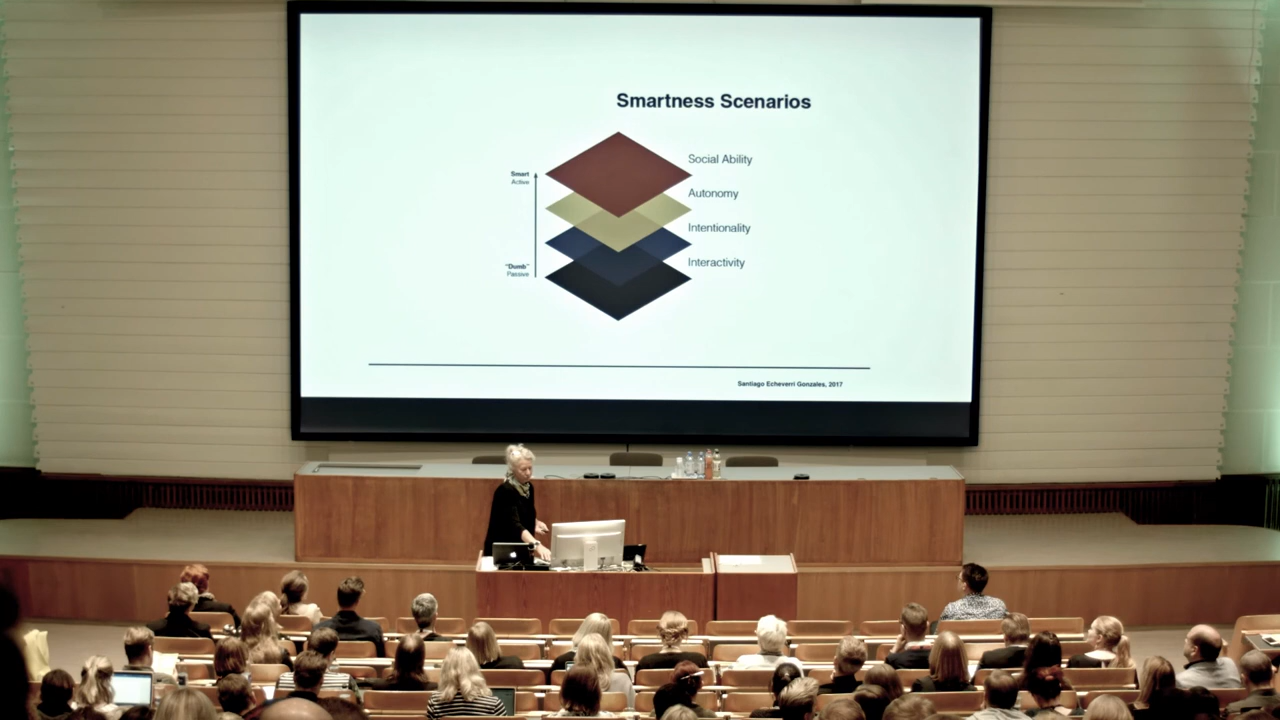 Smartness Scenarios
Social Ability
Smart
Active
Autonomy
Intentionality
Interactivity
"Dumb"
Passive
Santiago Echeverri Gonzales, 2017